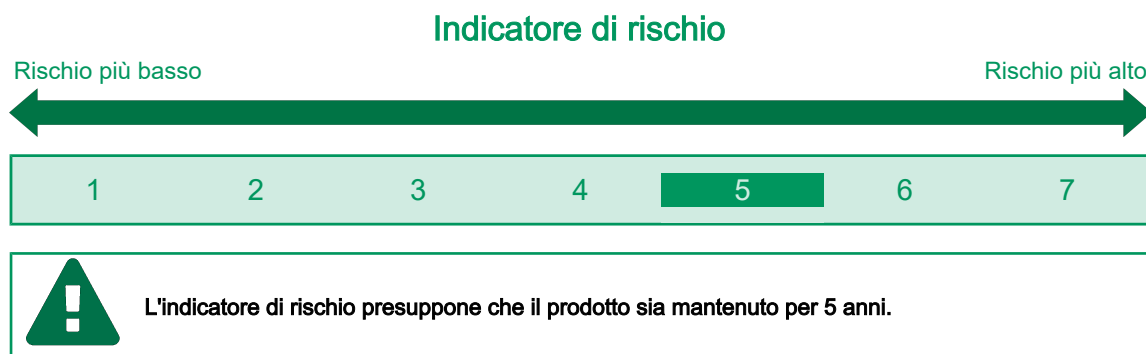 Indicatore di rischio
Rischio più basso Rischio più alto
1 2 3 4 5 6 7
L'indicatore di rischio presuppone che il prodotto sia mantenuto per 5 anni.